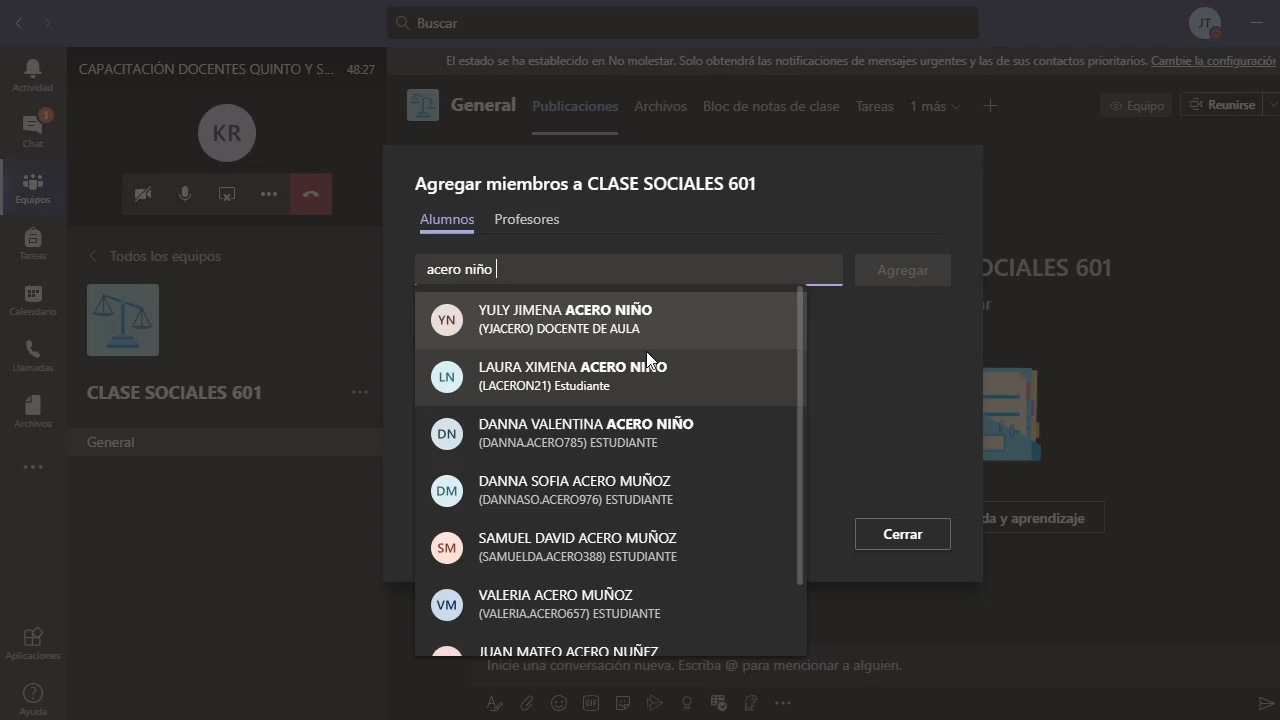 Buscar
JT
CAPACITACIÓN DOCENTES QUINTO Y S... 48:27
El estado se ha establecido en No molestar. Solo obtendrá las notificaciones de mensajes urgentes y las de sus contactos prioritarios. Cambie la configuración
Actividad
1
Chat
Equipos
Tareas
Calendario
Llamadas
Archivos
Aplicaciones
Ayuda
KR
Todos los equipos
CLASE SOCIALES 601
General
General Publicaciones Archivos Bloc de notas de clase Tareas 1 más
Equipo Reunirse
Agregar miembros a CLASE SOCIALES 601
Alumnos Profesores
acero niño
Agregar
YN YULY JIMENA ACERO NIÑO
(YJACERO) DOCENTE DE AULA
LN LAURA XIMENA ACERO NIÑO
(LACERON21) Estudiante
DN DANNA VALENTINA ACERO NIÑO
(DANNA.ACERO785) ESTUDIANTE
DM DANNA SOFIA ACERO MUÑOZ
(DANNASO.ACERO976) ESTUDIANTE
SM SAMUEL DAVID ACERO MUÑOZ
(SAMUELDA.ACERO388) ESTUDIANTE
VM VALERIA ACERO MUÑOZ
(VALERIA.ACERO657) ESTUDIANTE
JUAN MATEO ACERO NUÑEZ
Cerrar
OCIALES 601
ar
da y aprendizaje
Inicie una conversación nueva. Escriba @ para mencionar a alguien.
GIF